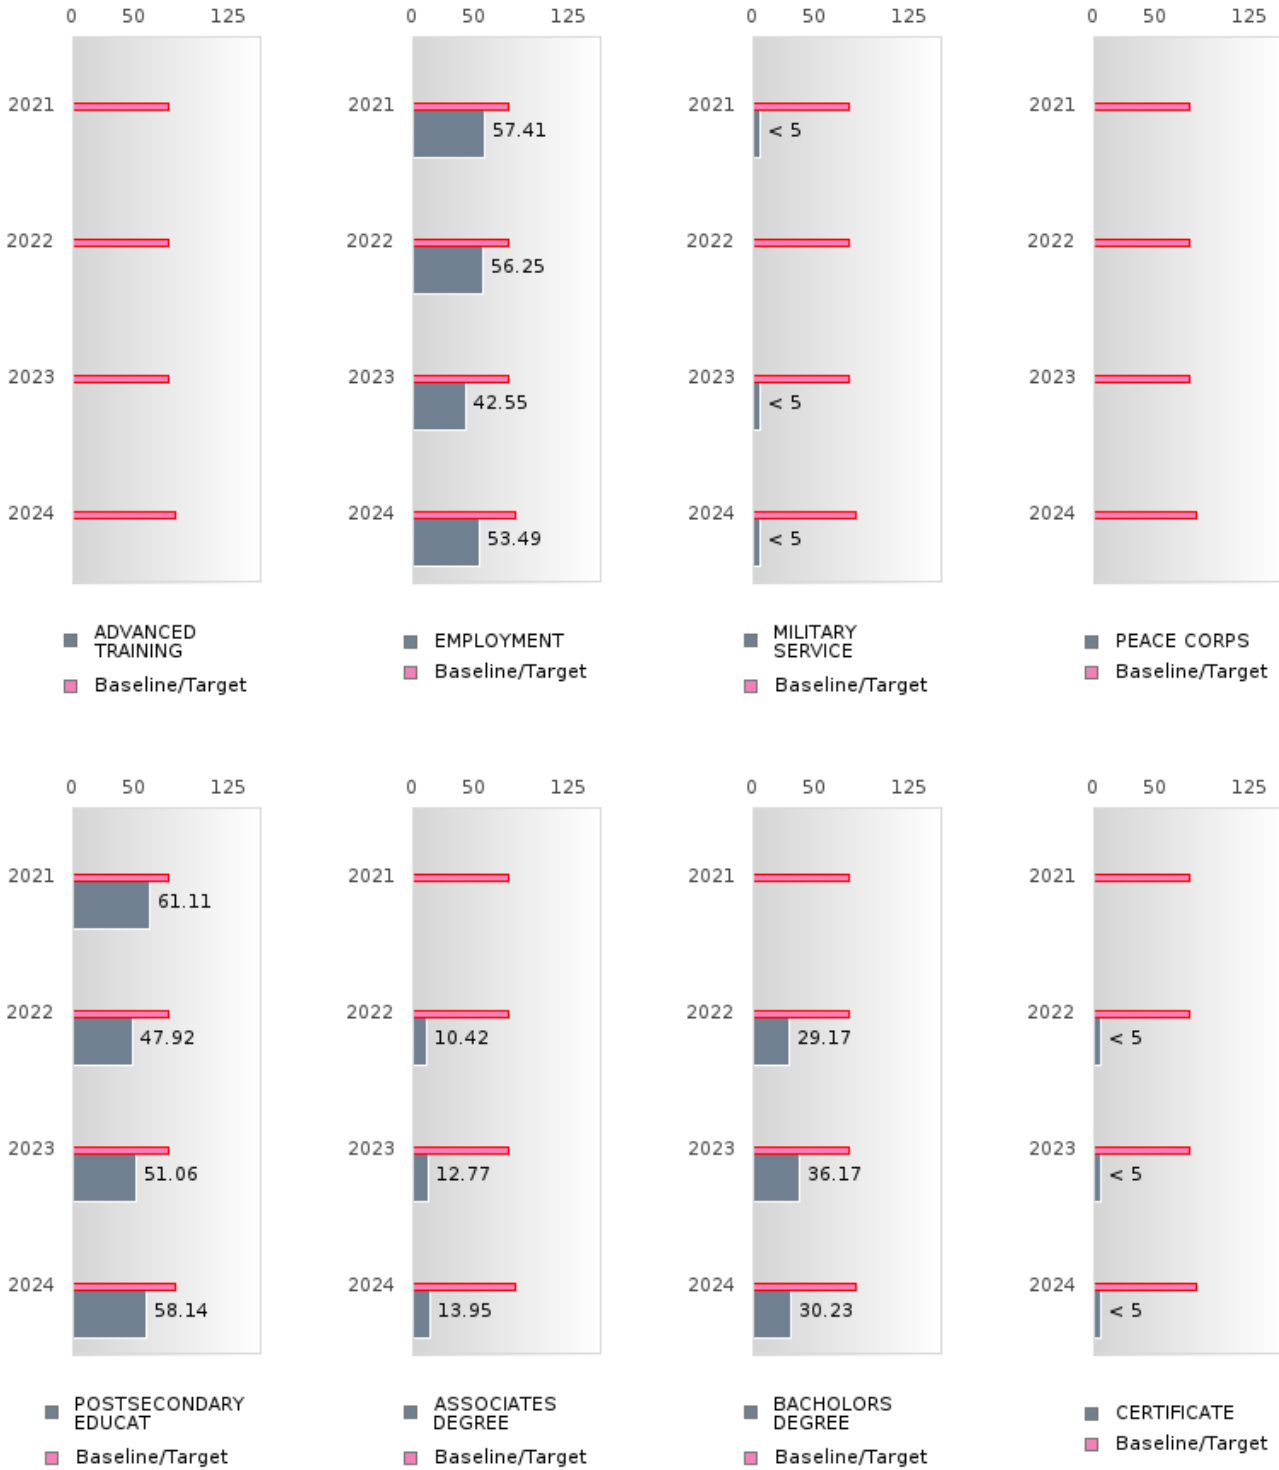 0 50 125
0 50 125
0 50 125
0 50 125
2021
2022
2023
2024
2021
57.41
2022
56.25
2023
42.55
2024
53.49
2021
< 5
2022
2023
< 5
2024
< 5
2021
2022
2023
2024
ADVANCED
TRAINING
Baseline/Target
EMPLOYMENT
Baseline/Target
MILITARY
SERVICE
Baseline/Target
PEACE CORPS
Baseline/Target
0 50 125
0 50 125
0 50 125
0 50 125
2021
61.11
2022
47.92
2023
51.06
2024
58.14
2021
2022
10.42
2023
12.77
2024
13.95
2021
2022
29.17
2023
36.17
2024
30.23
2021
2022
< 5
2023
< 5
2024
< 5
POSTSECONDARY
EDUCAT
Baseline/Target
ASSOCIATES
DEGREE
Baseline/Target
BACHOLORS
DEGREE
Baseline/Target
CERTIFICATE
Baseline/Target